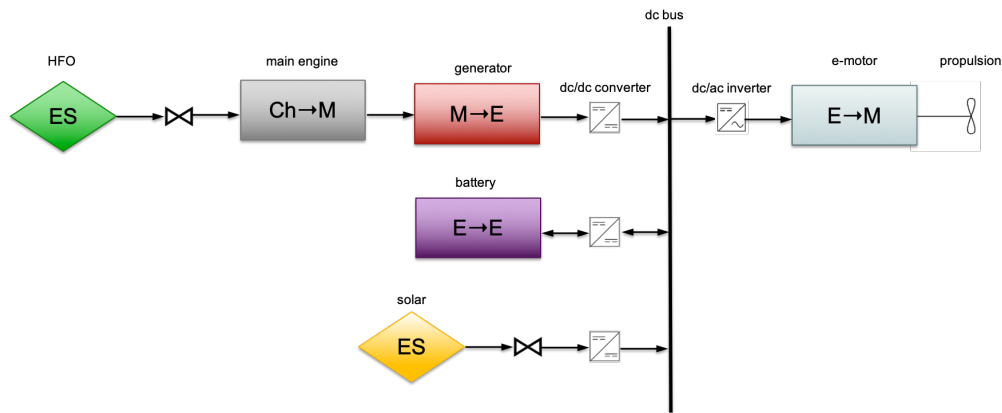 dc bus
HFO
main engine
generator
dc/dc converter
dc/ac inverter
e-motor
propulsion
ES
Ch→M
M→E
E→M
battery
E→E
solar
ES